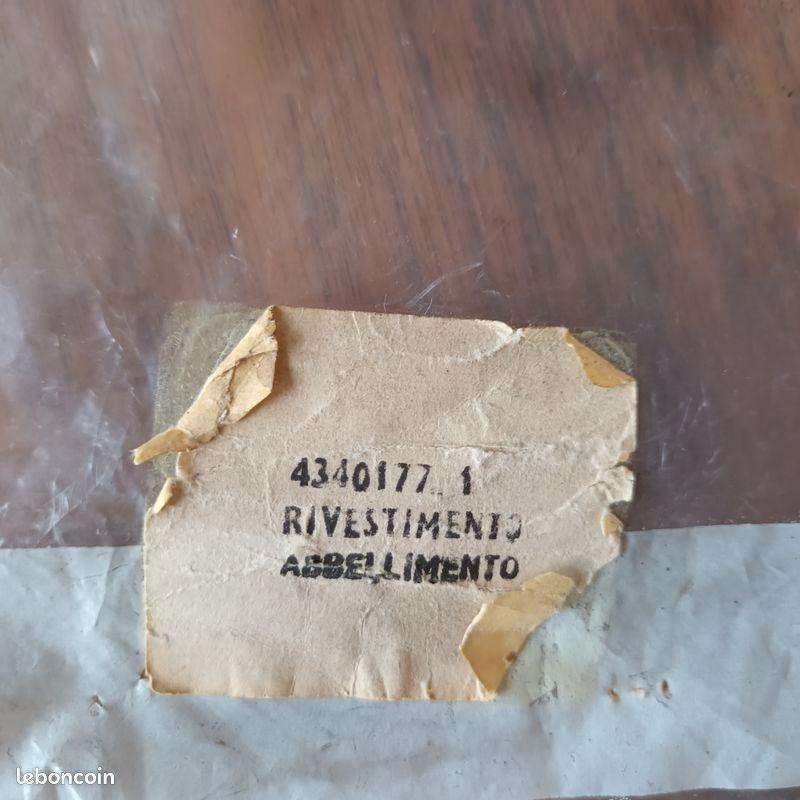 4340177 1
RIVESTIMENTO
ABBELLIMENTO
leboncoin